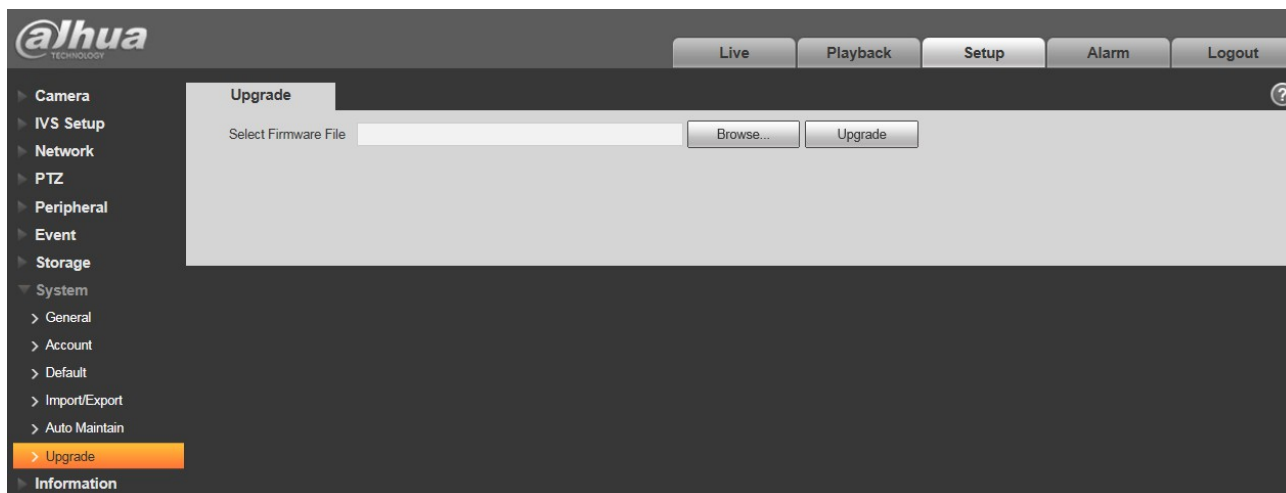 alhua
TECHNOLOGY
Live Playback Setup Alarm Logout
Camera
IVS Setup
Network
PTZ
Peripheral
Event
Storage
System
General
Account
Default
Import/Export
Auto Maintain
Upgrade
Information
Upgrade
?
Select Firmware File Browse... Upgrade